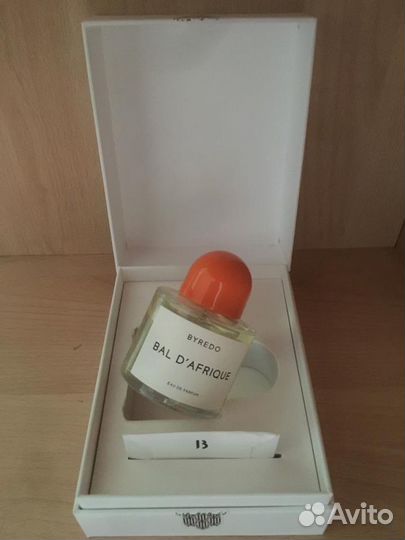 BYREDO
BAL D'AFRIQUE
EAU DE PARFUM
13
Avito